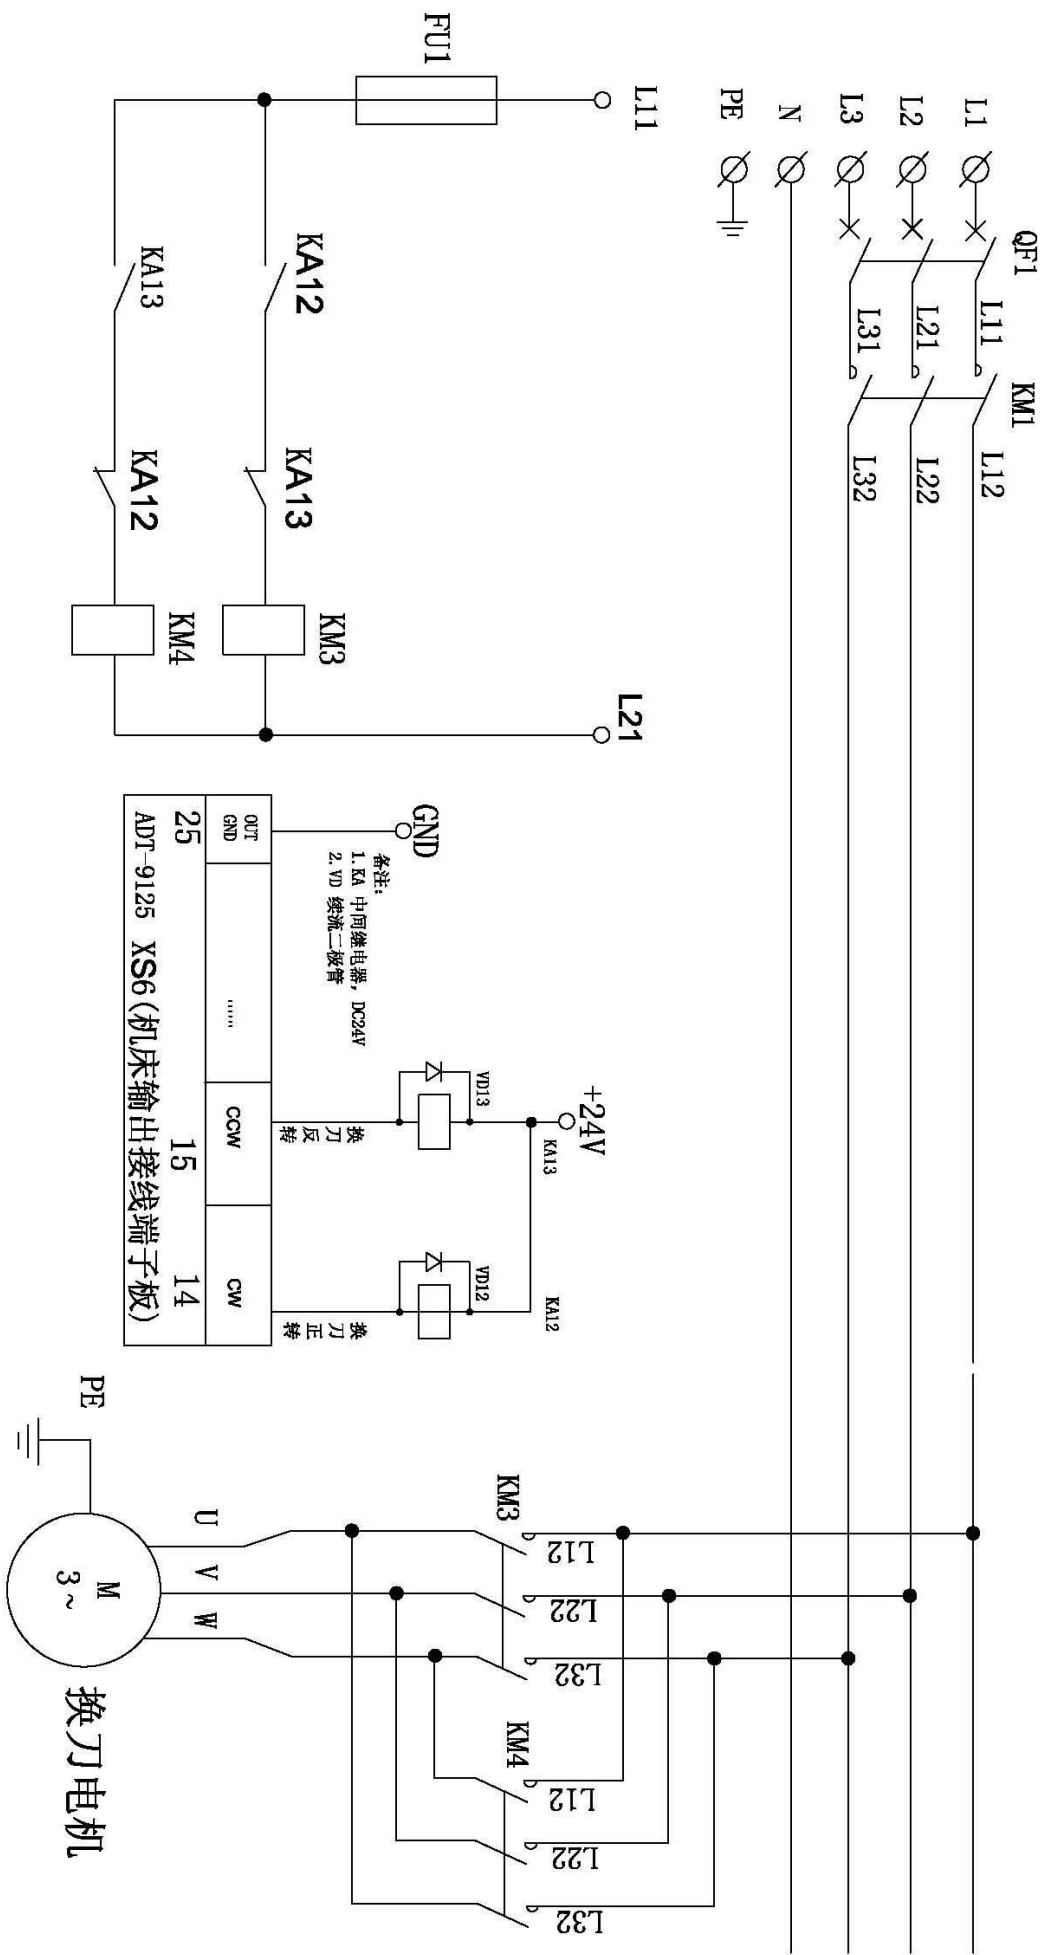 L1
L2
L3
N
PE
QF1
L11
L21
L31
KM1
L12
L22
L32
L11
FU1
KA12
KA13
KA13
KA12
KM3
KM4
L21
GND
备注:
1.KA 中间继电器, DC24V
2.VD 续流二极管
+24V
KA13
KA12
VD13
VD12
换刀反转
换刀正转
OUT GND
......
CCW
CW
25
15
14
ADT-9125 XS6(机床输出接线端子板)
KM3
L12
L22
L32
KM4
L12
L22
L32
U
V
W
PE
M
3~
换刀电机